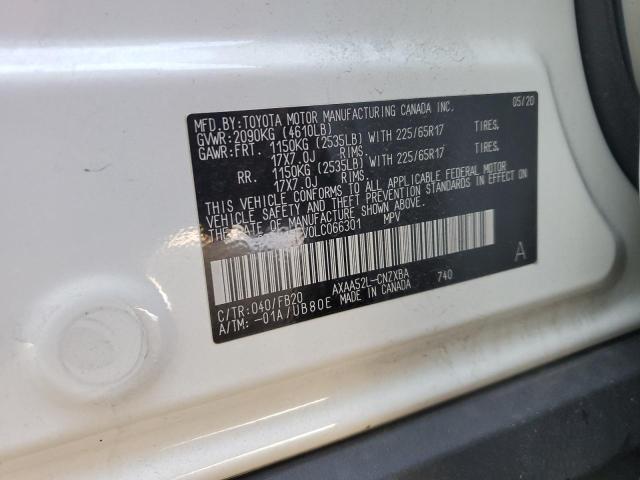 MFD.BY:TOYOTA MOTOR MANUFACTURING CANADA INC. 05/20
GVWR:2090KG (4610LB)
GAWR:FRT. 1150KG (2535LB) WITH 225/65R17 TIRES.
17X7.0J RIMS.
RR. 1150KG (2535LB) WITH 225/65R17 TIRES.
17X7.0J RIMS.
THIS VEHICLE CONFORMS TO ALL APPLICABLE FEDERAL MOTOR
VEHICLE SAFETY AND THEFT PREVENTION STANDARDS IN EFFECT ON
THE DATE OF MANUFACTURE SHOWN ABOVE.
V0LC066301 MPV
A
C/TR:040/FB20 AXAA52L-CNZXBA 740
A/TM: -01A/UB80E MADE IN CANADA